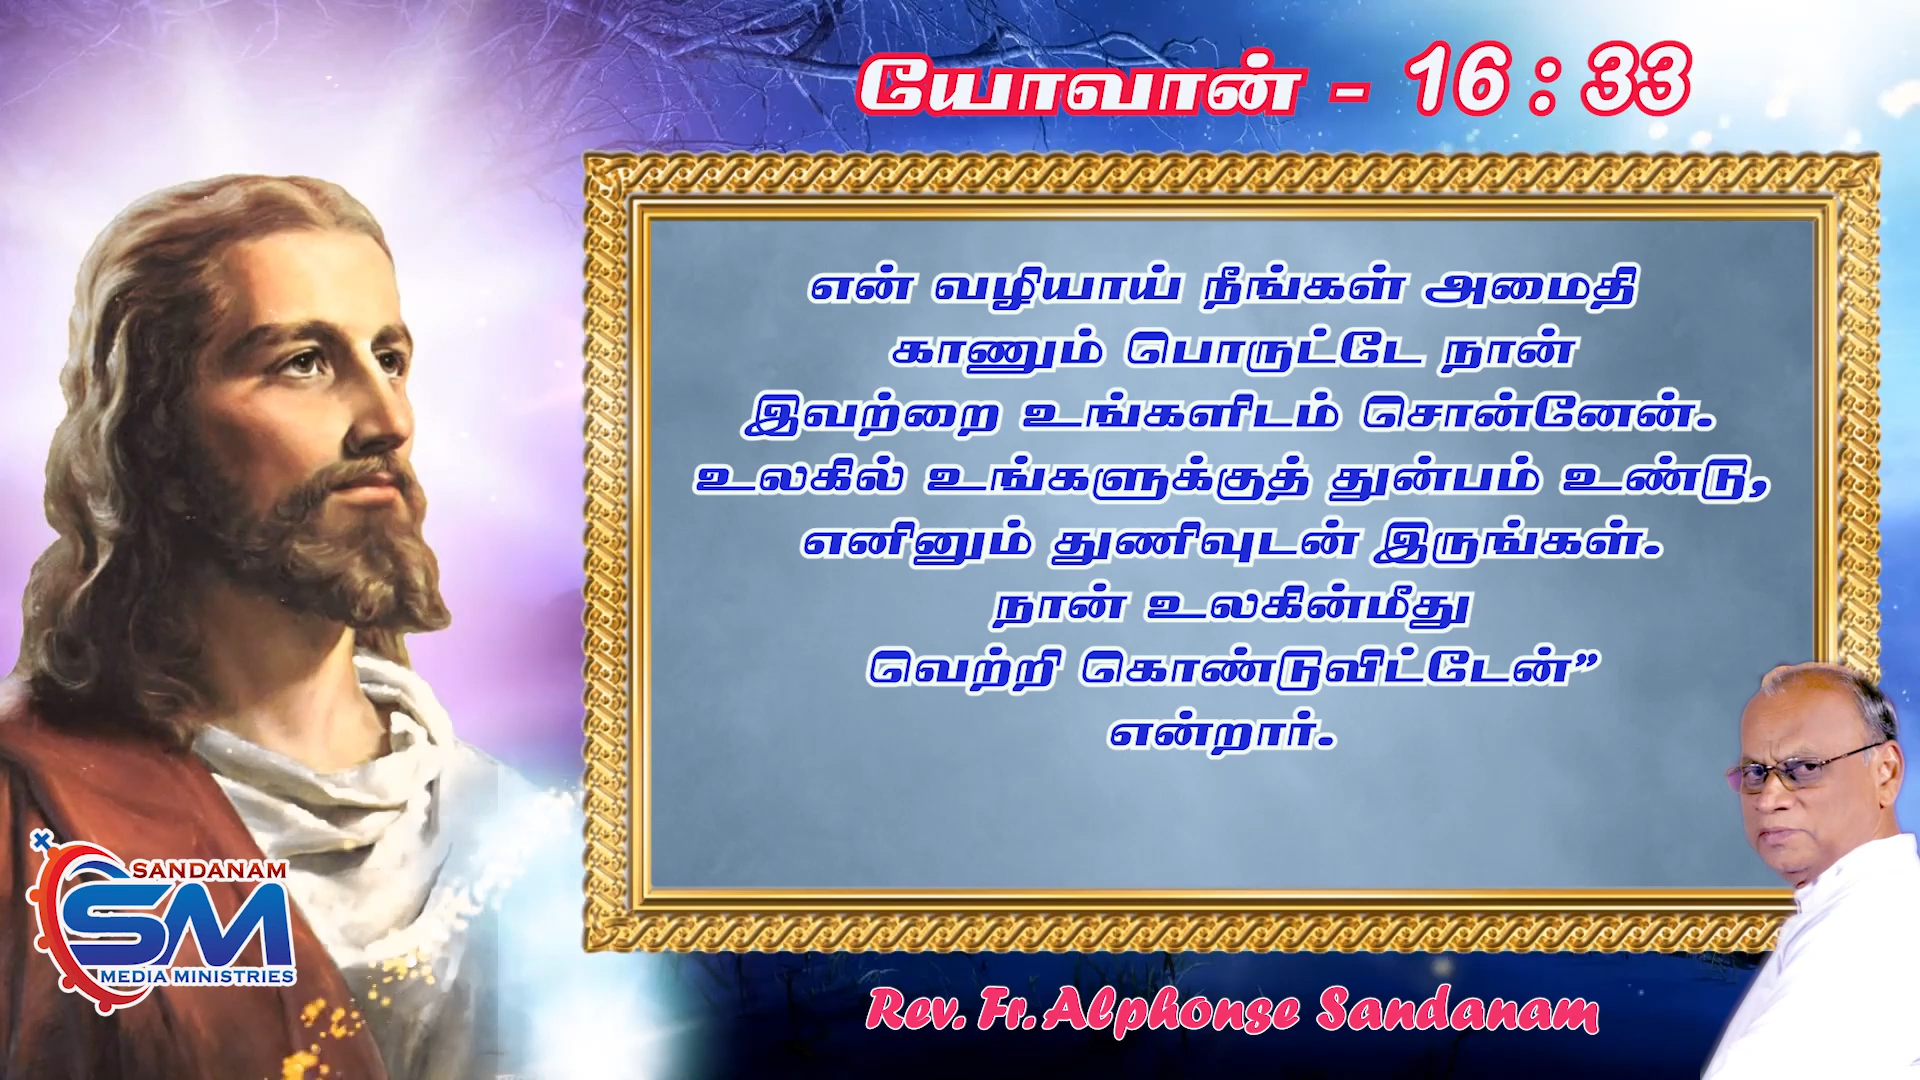 யோவான் - 16 : 33
என் வழியாய் நீங்கள் அமைதி
காணும் பொருட்டே நான்
இவற்றை உங்களிடம் சொன்னேன்.
உலகில் உங்களுக்குத் துன்பம் உண்டு,
எனினும் துணிவுடன் இருங்கள்.
நான் உலகின்மீது
வெற்றி கொண்டுவிட்டேன்”
என்றார்.
SANDANAM
SM
MEDIA MINISTRIES
Rev. Fr. Alphonse Sandanam